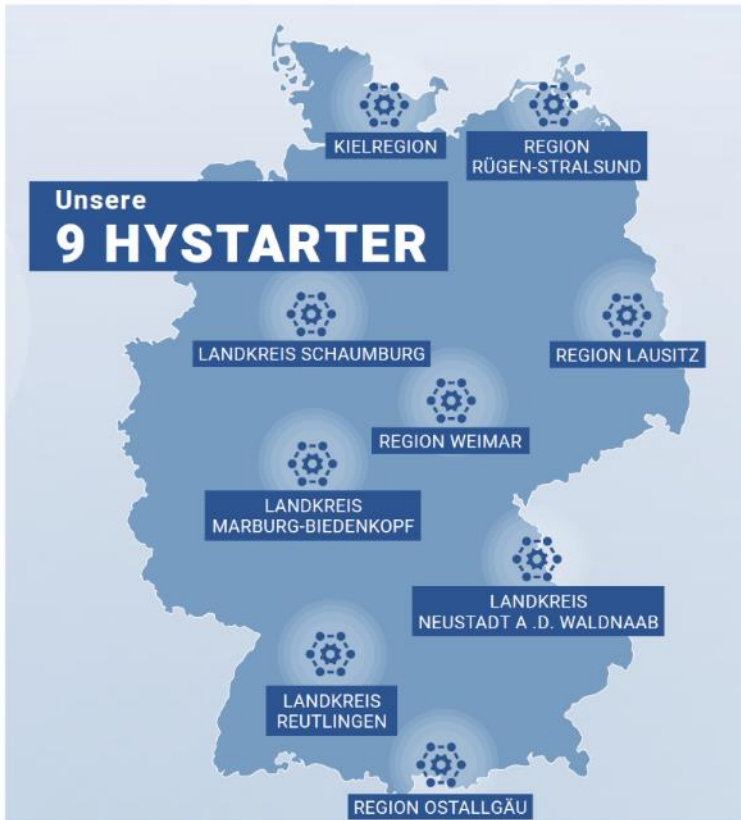 KIELREGION
REGION
RÜGEN-STRALSUND
Unsere
9 HYSTARTER
LANDKREIS SCHAUMBURG
REGION LAUSITZ
REGION WEIMAR
LANDKREIS
MARBURG-BIEDENKOPF
LANDKREIS
NEUSTADT A .D. WALDNAAB
LANDKREIS
REUTLINGEN
REGION OSTALLGÄU